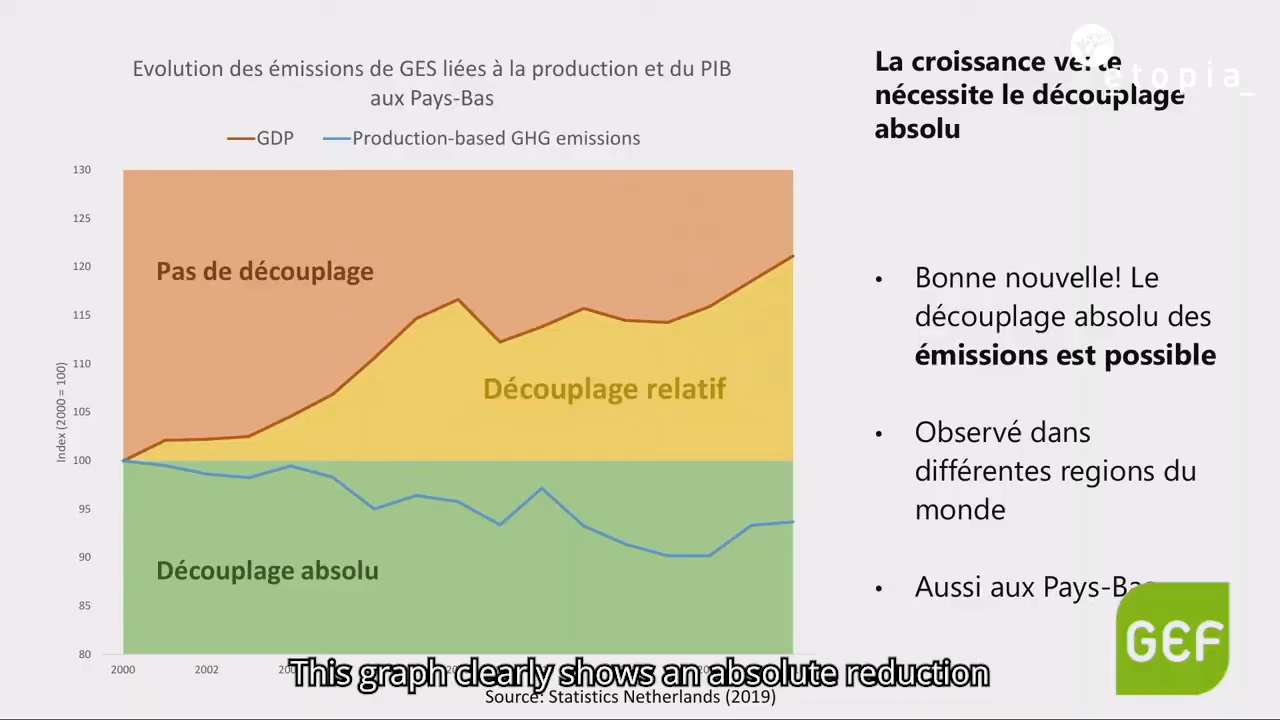 Evolution des émissions de GES liées à la production et du PIB
aux Pays-Bas
GDP
Production-based GHG emissions
130
125
120
115
110
105
100
95
90
85
80
Index (2000 = 100)
Pas de découplage
Découplage relatif
Découplage absolu
2000
2002
This graph clearly shows an absolute reduction
Source: Statistics Netherlands (2019)
La croissance verte
nécessite le découplage
absolu
etopia_
• Bonne nouvelle! Le
découplage absolu des
émissions est possible
• Observé dans
différentes regions du
monde
• Aussi aux Pays-Bas
GEF